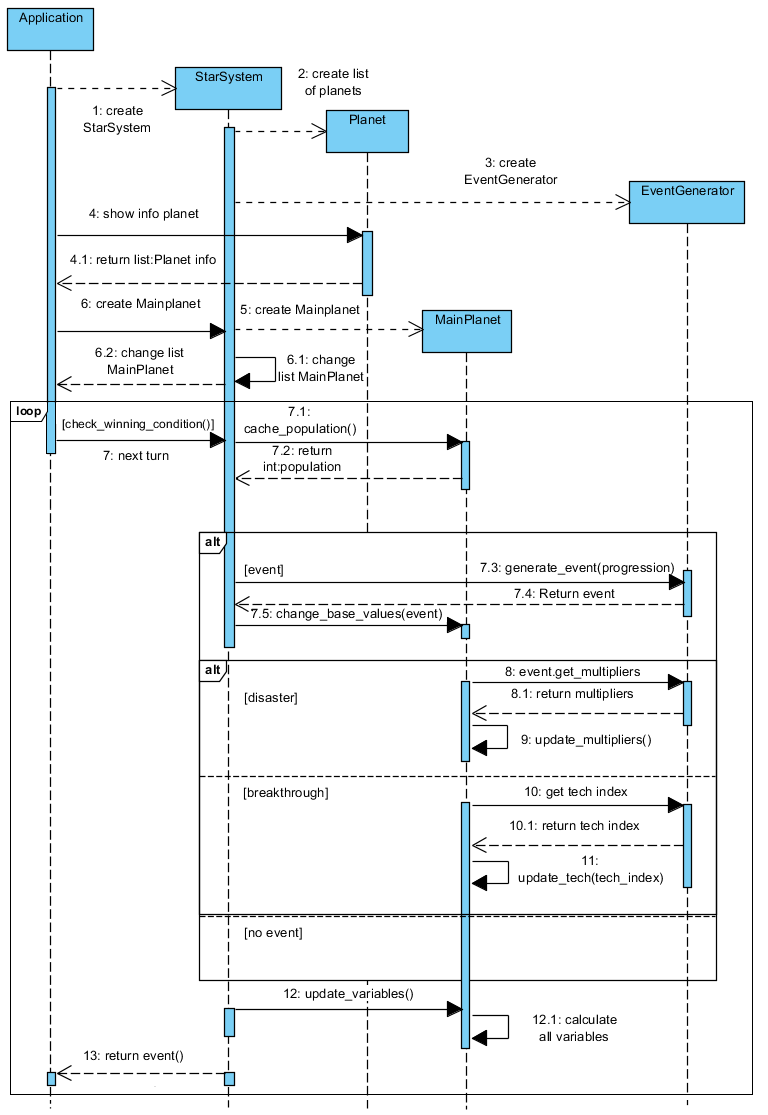 Application
StarSystem
2: create list
of planets
1: create
StarSystem
Planet
3: create
EventGenerator
EventGenerator
4: show info planet
4.1: return list:Planet info
6: create Mainplanet
5: create Mainplanet
MainPlanet
6.2: change list
MainPlanet
6.1: change
list MainPlanet
loop
[check_winning_condition()]
7: next turn
7.1:
cache_population()
7.2: return
int:population
alt
[event]
7.3: generate_event(progression)
7.4: Return event
7.5: change_base_values(event)
alt
[disaster]
8: event.get_multipliers
8.1: return multipliers
9: update_multipliers()
[breakthrough]
10: get tech index
10.1: return tech index
11:
update_tech(tech_index)
[no event]
12: update_variables()
12.1: calculate
all variables
13: return event()